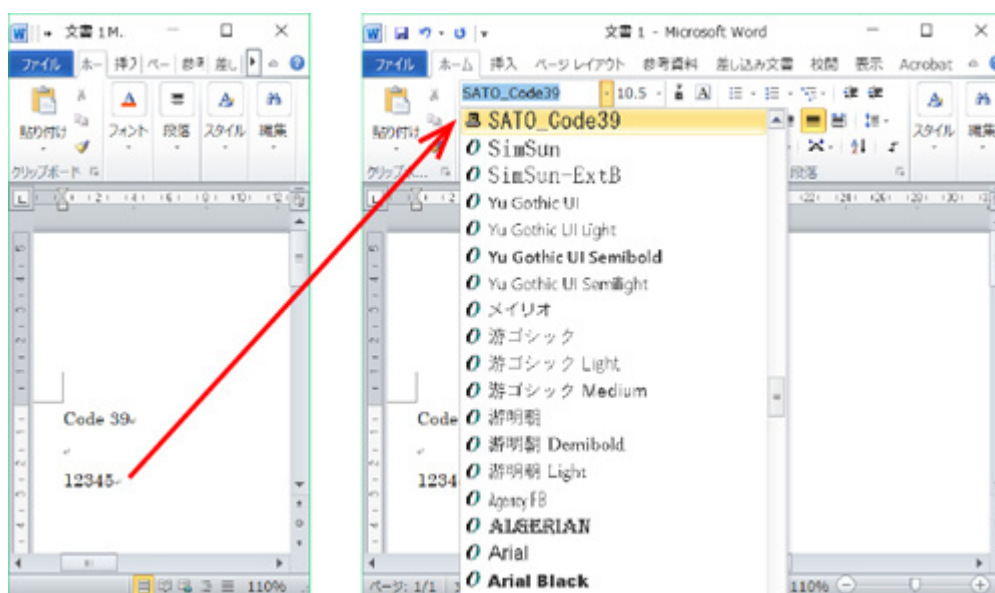 文書 1 M.
ファイル ホー 挿入 ペー 参考 差し
貼り付け フォント 段落 スタイル 編集
クリップボード
Code 39
12345
110%
文書 1 - Microsoft Word
ファイル ホーム 挿入 ページ レイアウト 参考資料 差し込み文書 校閲 表示 Acrobat
SATO_Code39 10.5
貼り付け スタイル 編集
クリップボ... 段落
SATO_Code39
SimSun
SimSun-ExtB
Yu Gothic UI
Yu Gothic UI Light
Yu Gothic UI Semibold
Yu Gothic UI Semilight
メイリオ
游ゴシック
游ゴシック Light
游ゴシック Medium
Code
游明朝
游明朝 Demibold
1234
游明朝 Light
Agency FB
ALGERIAN
Arial
Arial Black
ページ: 1/1
110%